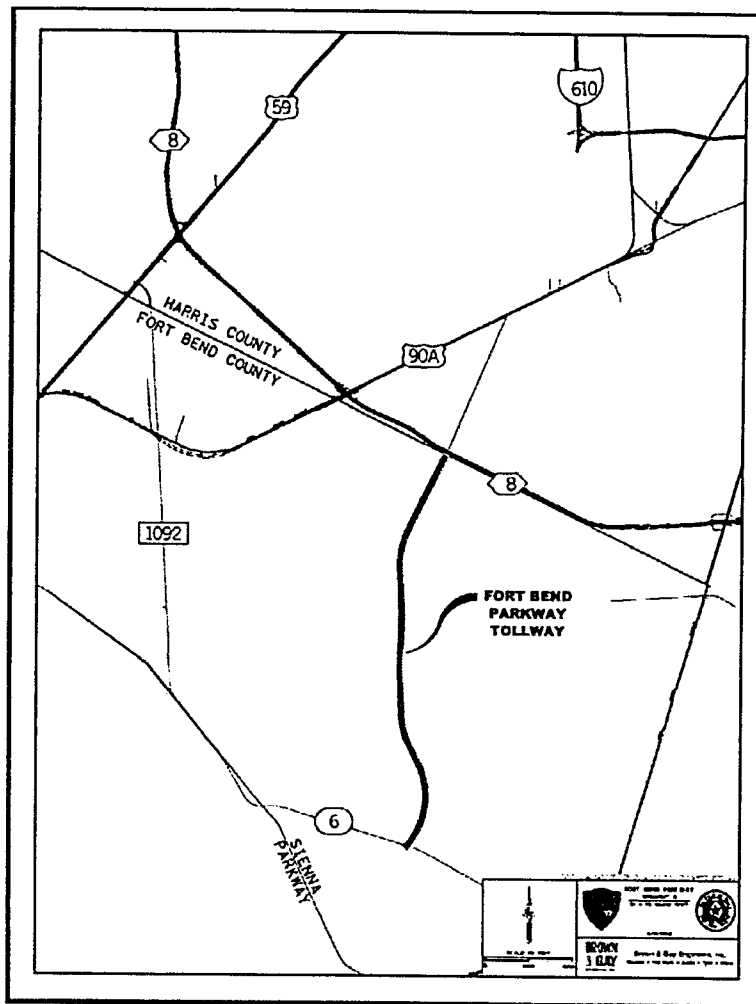 59
610
8
HARRIS COUNTY
FORT BEND COUNTY
90A
8
1092
FORT BEND
PARKWAY
TOLLWAY
6
SIENNA
PARKWAY
BROWN
& GAY
Brown & Gay Engineers, Inc.